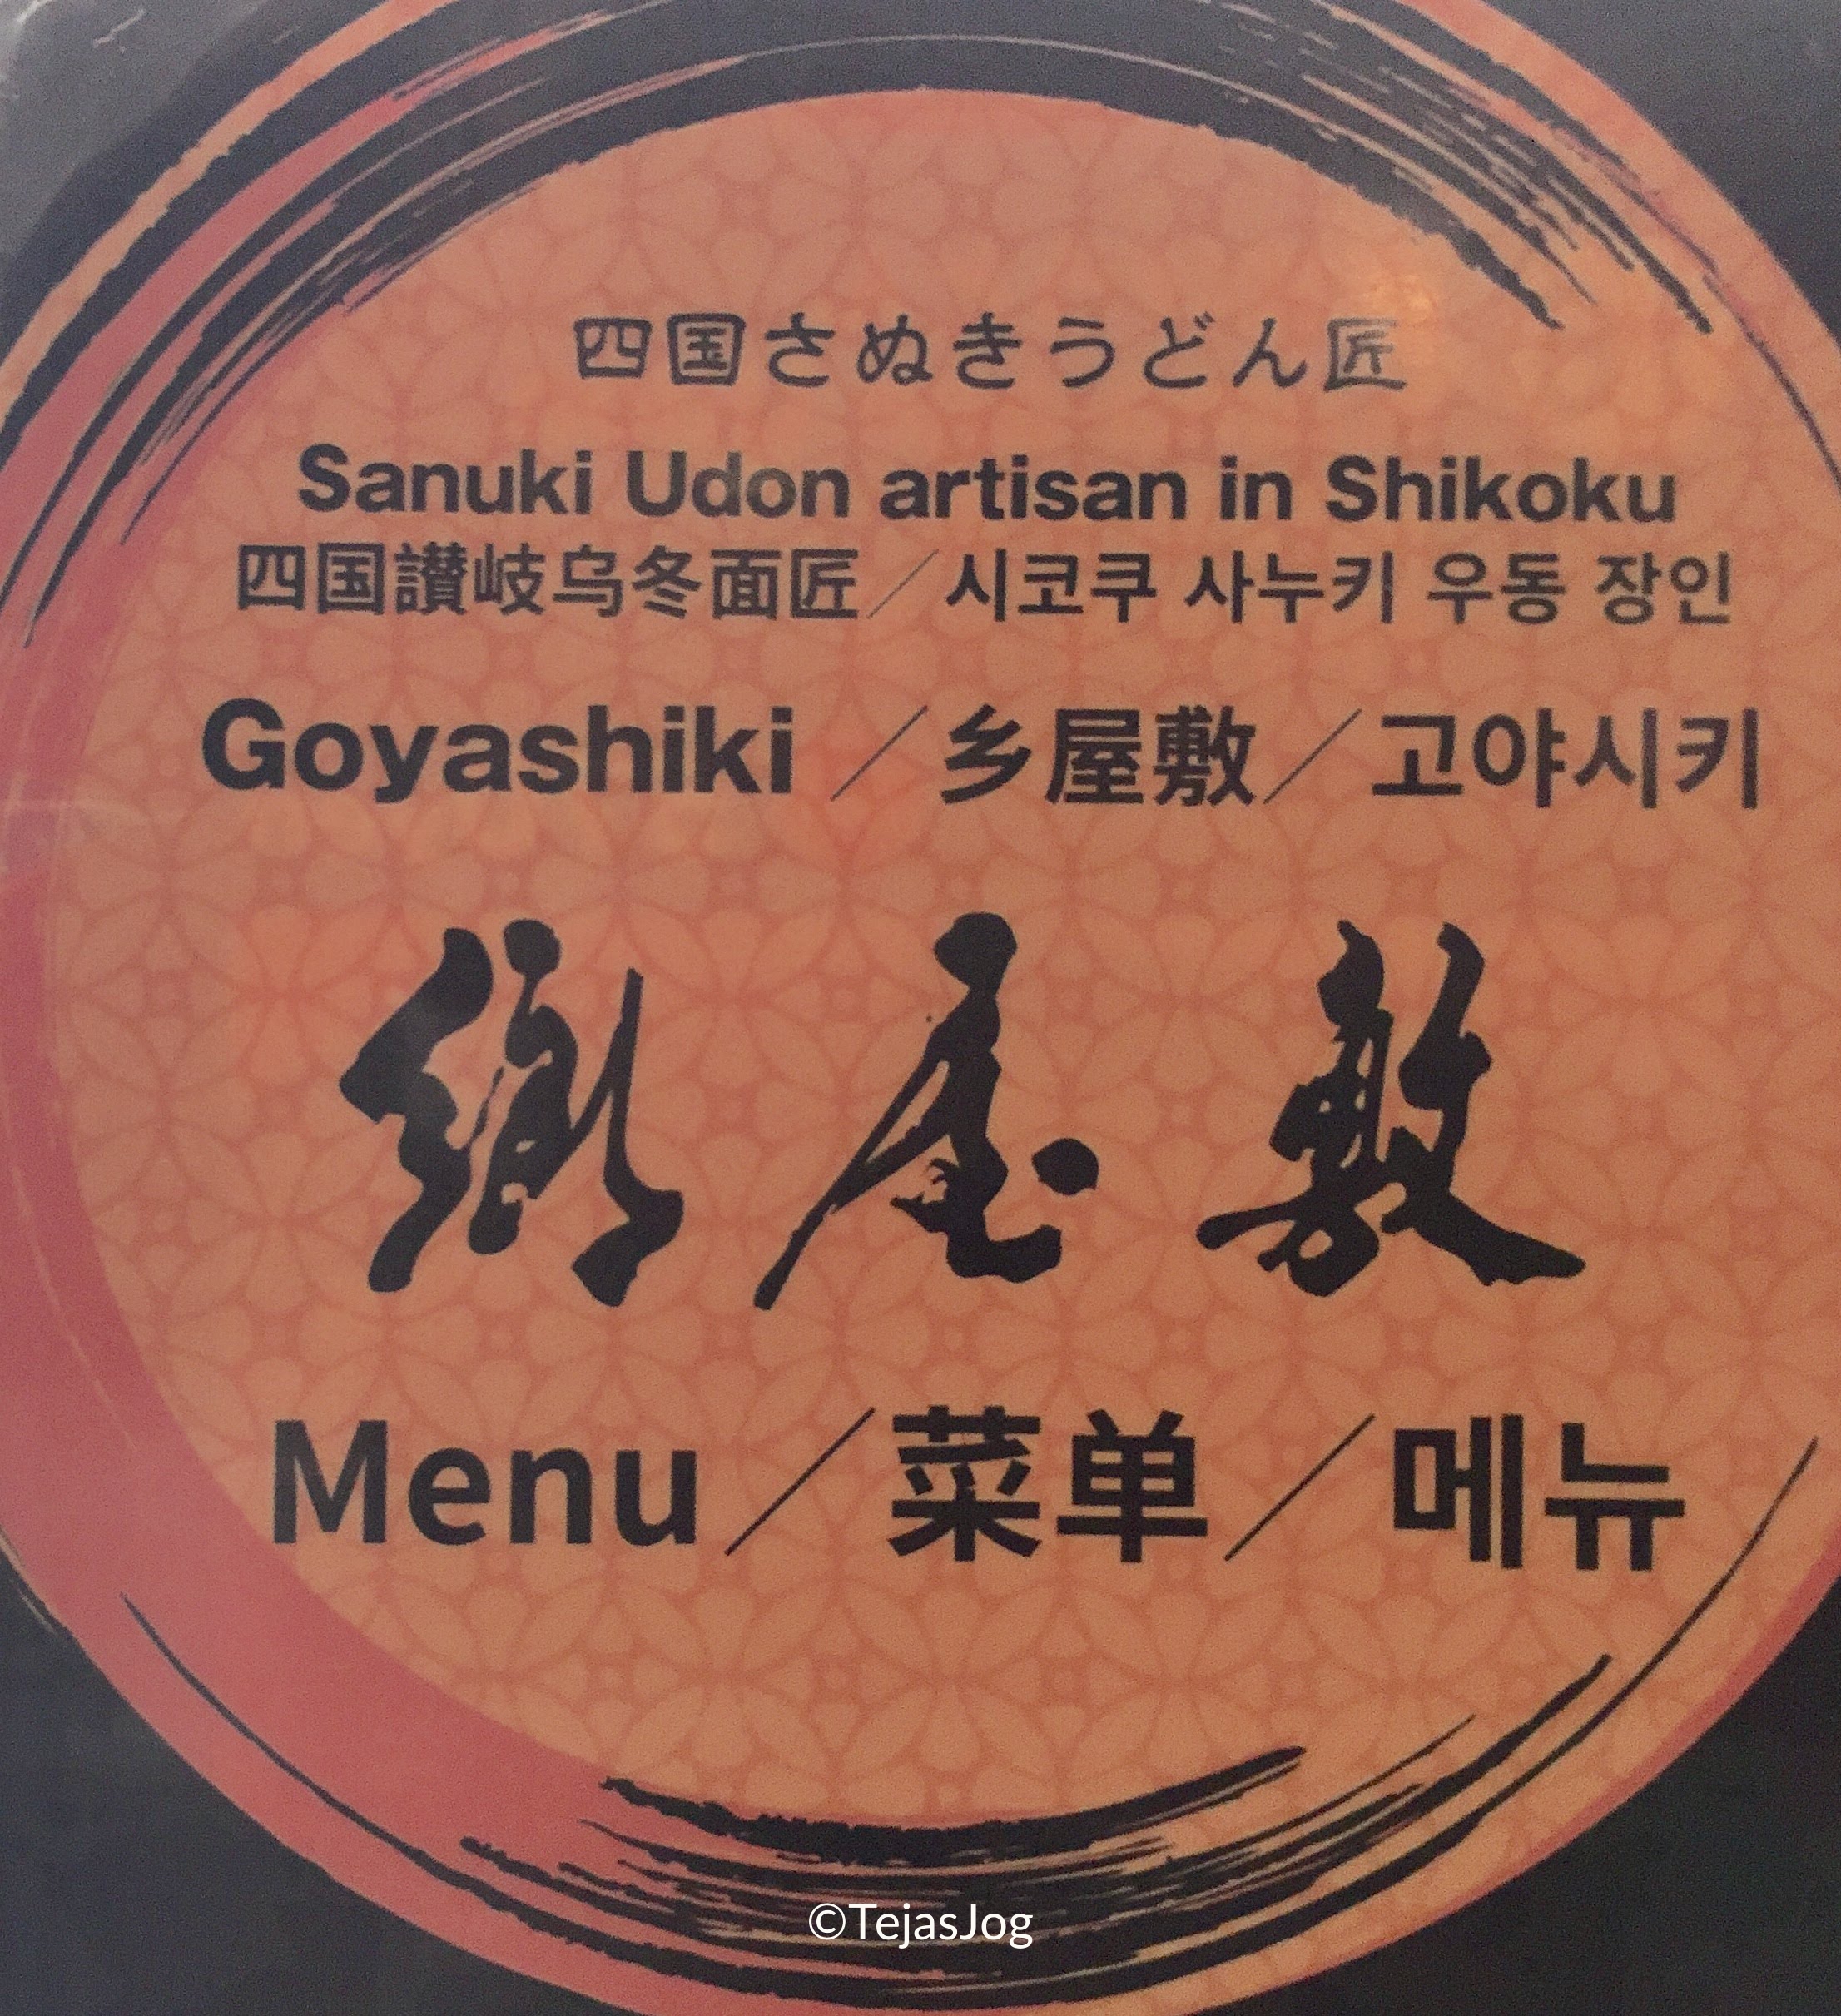 四国さぬきうどん匠
Sanuki Udon artisan in Shikoku
四国讃岐乌冬面匠／시코쿠 사누키 우동 장인
Goyashiki／乡屋敷／고야시키
郷屋敷
Menu／菜单／메뉴
©TejasJog